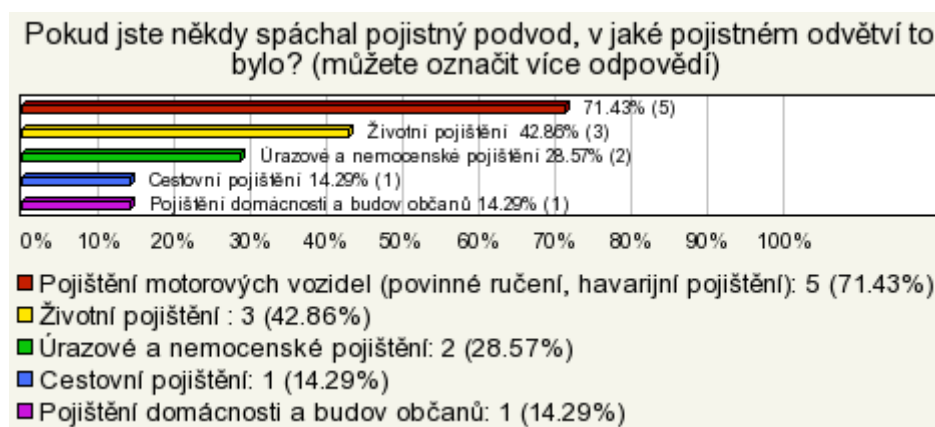 Pokud jste někdy spáchal pojistný podvod, v jaké pojistném odvětví to
bylo? (můžete označit více odpovědí)
71.43% (5)
Životní pojištění 42.86% (3)
Úrazové a nemocenské pojištění 28.57% (2)
Cestovní pojištění 14.29% (1)
Pojištění domácnosti a budov občanů 14.29% (1)
0% 10% 20% 30% 40% 50% 60% 70% 80% 90% 100%
Pojištění motorových vozidel (povinné ručení, havarijní pojištění): 5 (71.43%)
Životní pojištění : 3 (42.86%)
Úrazové a nemocenské pojištění: 2 (28.57%)
Cestovní pojištění: 1 (14.29%)
Pojištění domácnosti a budov občanů: 1 (14.29%)